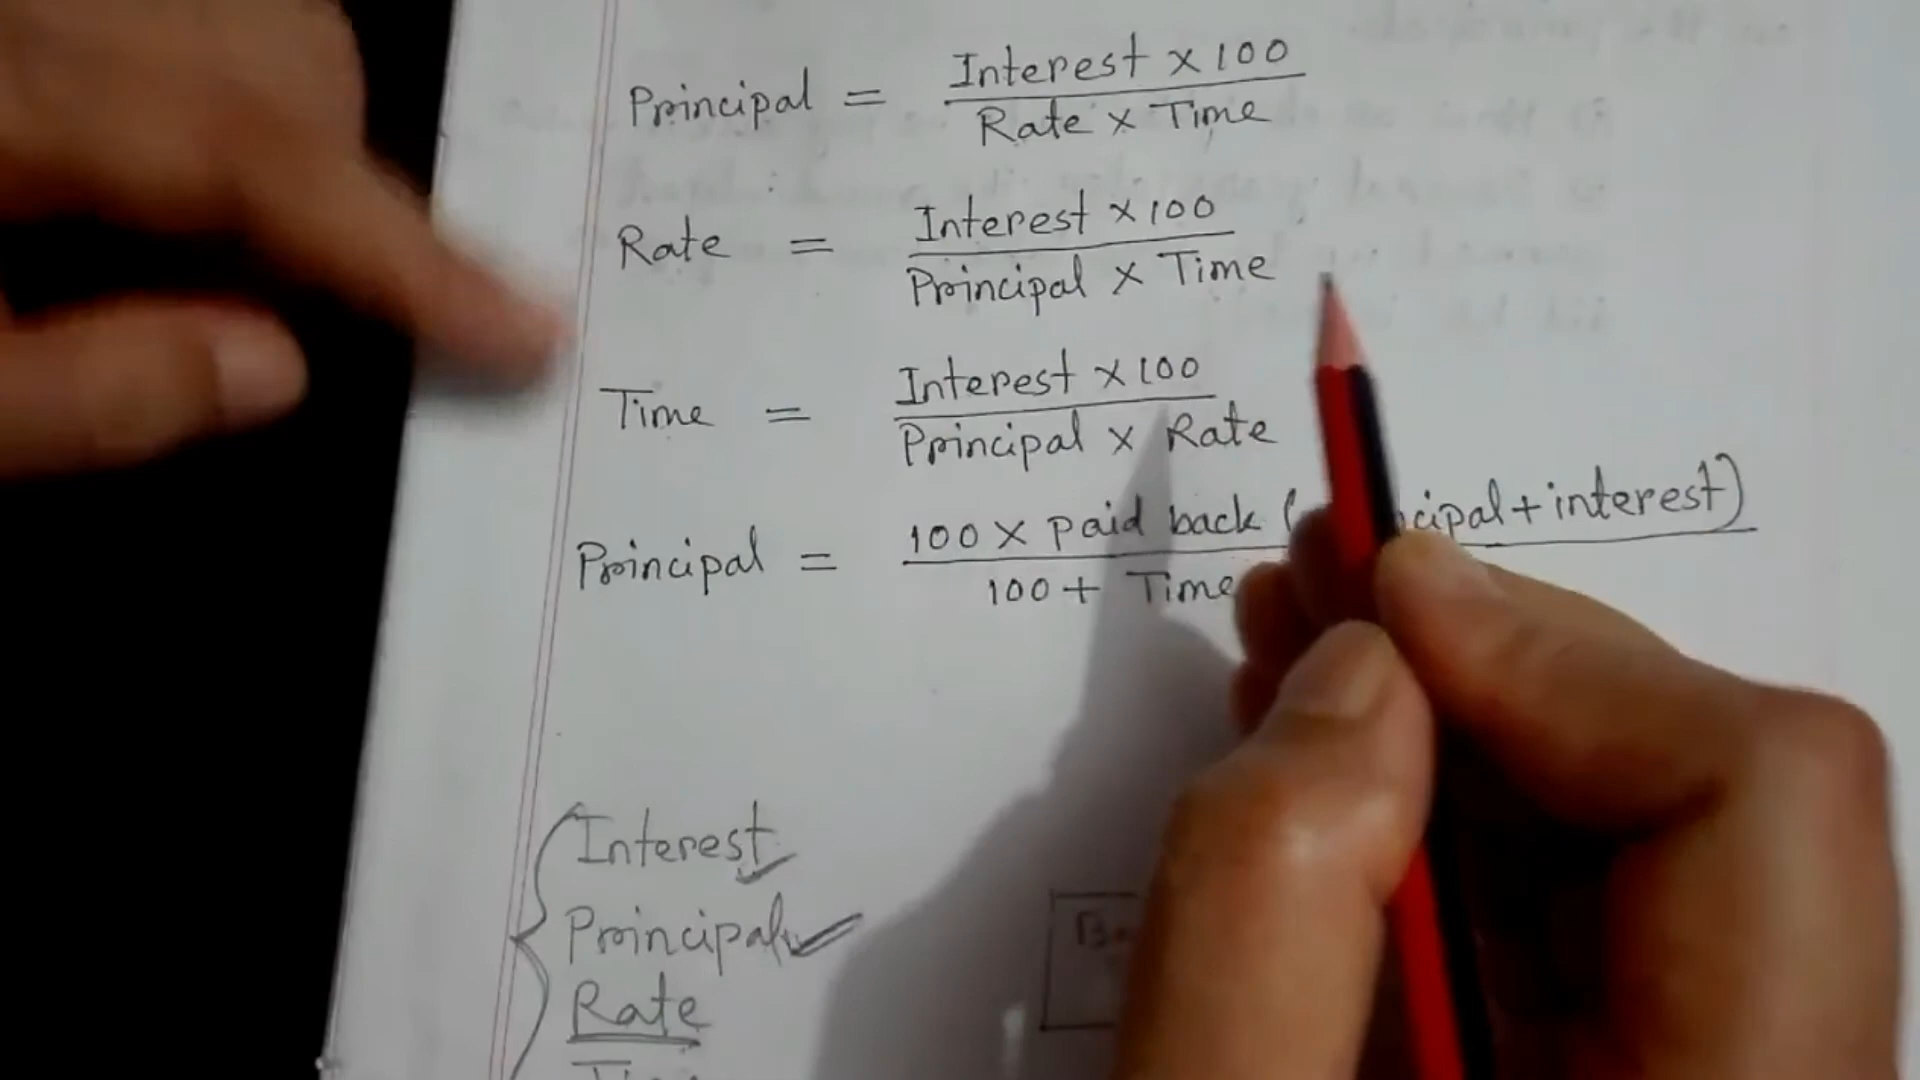 Principal = Interest × 100
Rate × Time
Rate = Interest × 100
Principal × Time
Time = Interest × 100
Principal × Rate
Principal = 100 × paid back ( + interest)
100 + Time
Interest
Principal
Rate